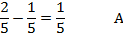 2/5 − 1/5 = 1/5 A